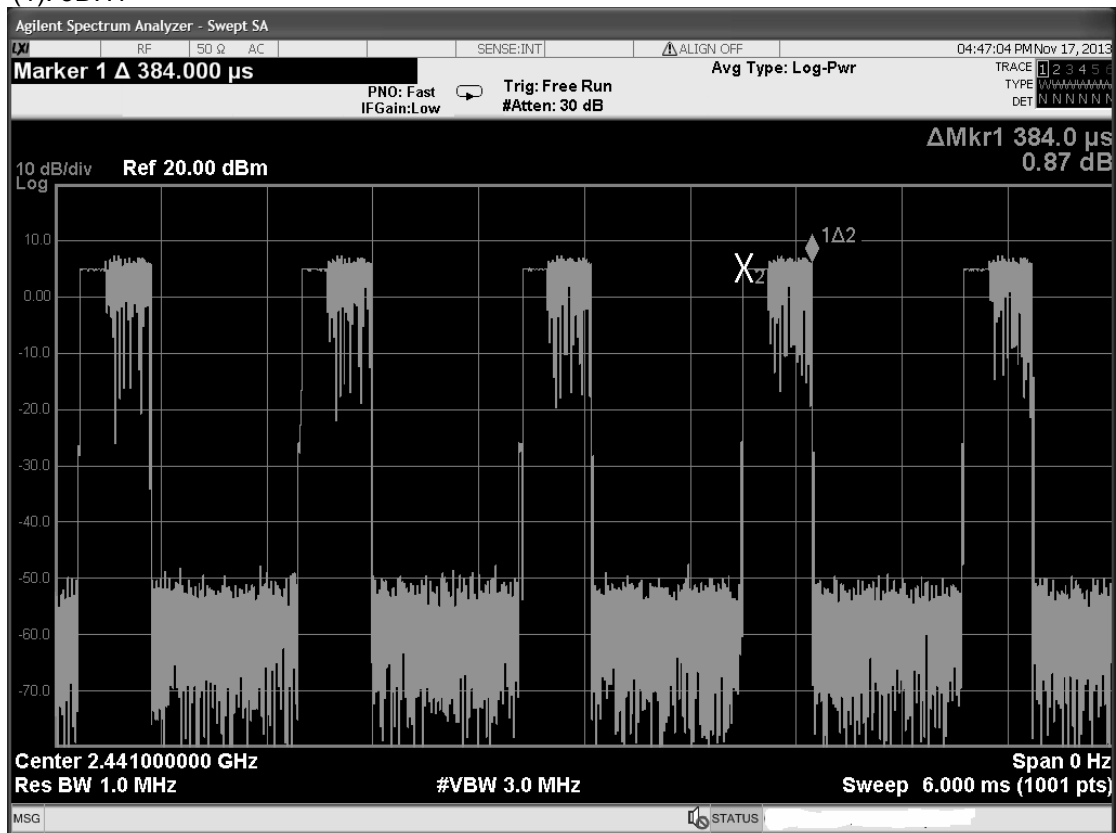 Agilent Spectrum Analyzer - Swept SA
LXI RF 50 Ω AC SENSE:INT ALIGN OFF 04:47:04 PM Nov 17, 2013
Marker 1 Δ 384.000 µs
Avg Type: Log-Pwr
TRACE 1 2 3 4 5 6
PNO: Fast Trig: Free Run
TYPE WWWWWW
IFGain:Low #Atten: 30 dB
DET N N N N N N
ΔMkr1 384.0 µs
0.87 dB
10 dB/div Ref 20.00 dBm
Log
10.0
0.00
-10.0
-20.0
-30.0
-40.0
-50.0
-60.0
-70.0
1Δ2
X2
Center 2.441000000 GHz Span 0 Hz
Res BW 1.0 MHz #VBW 3.0 MHz Sweep 6.000 ms (1001 pts)
MSG STATUS